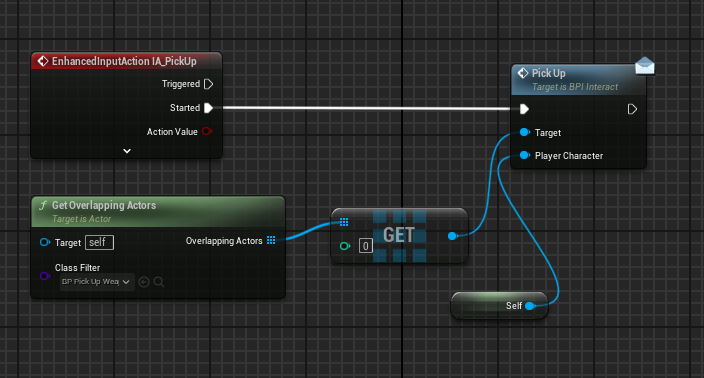 EnhancedInputAction IA_PickUp
Triggered
Started
Action Value
Pick Up
Target is BPI Interact
Target
Player Character
Get Overlapping Actors
Target is Actor
Target self
Overlapping Actors
Class Filter
BP Pick Up Weap
GET
0
Self